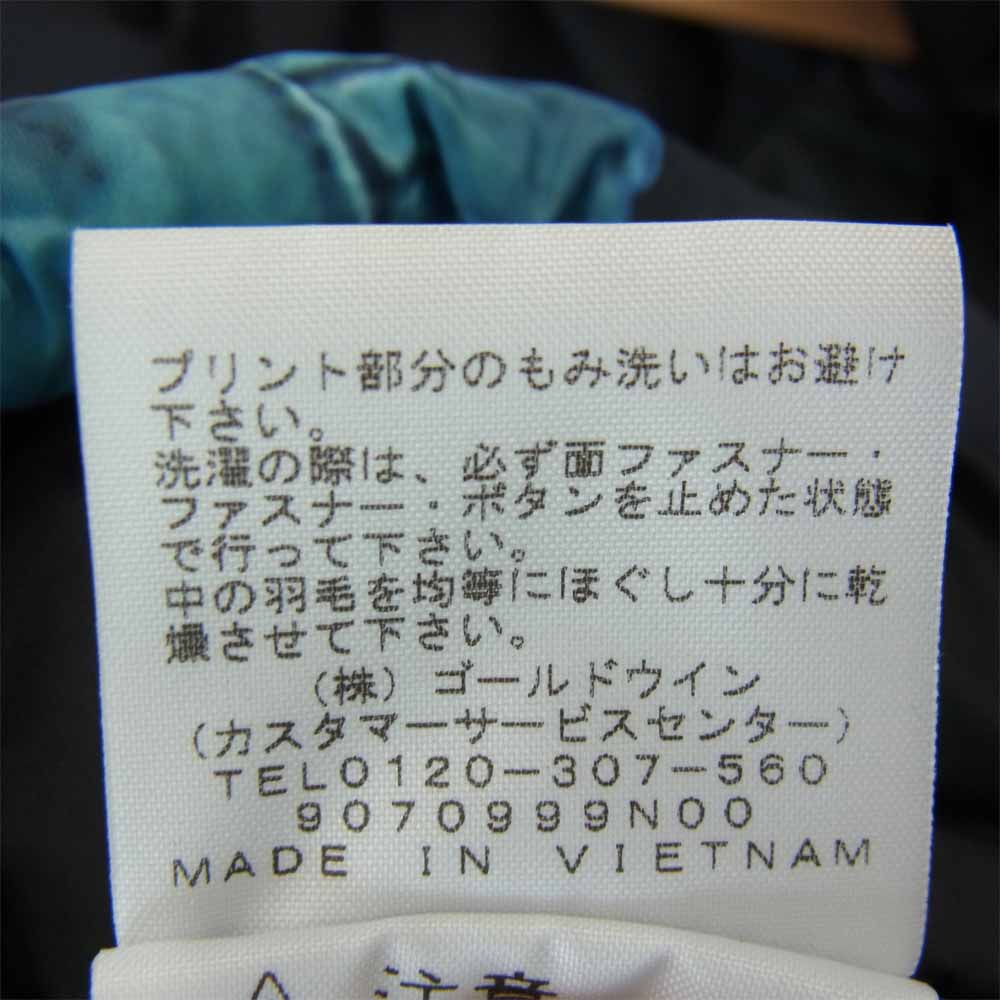 プリント部分のもみ洗いはお避け
下さい。
洗濯の際は、必ず面ファスナー・
ファスナー・ボタンを止めた状態
で行って下さい。
中の羽毛を均等にほぐし十分に乾
燥させて下さい。
(株) ゴールドウイン
(カスタマーサービスセンター)
TEL0120-307-560
9070999N00
MADE IN VIETNAM
⚠注意